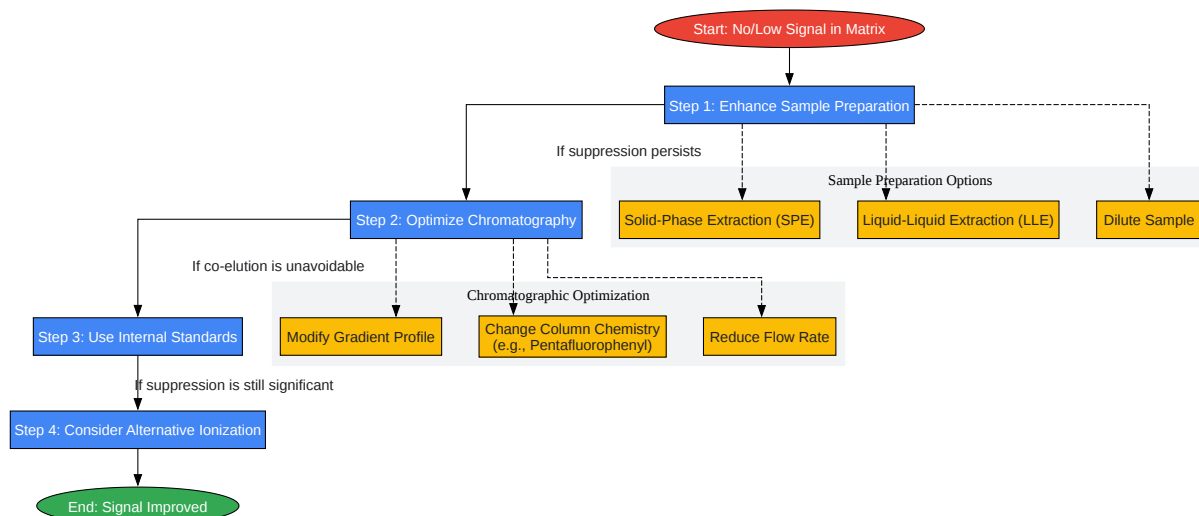 Start: No/Low Signal in Matrix
Step 1: Enhance Sample Preparation
If suppression persists
Sample Preparation Options
Solid-Phase Extraction (SPE)
Liquid-Liquid Extraction (LLE)
Dilute Sample
Step 2: Optimize Chromatography
If co-elution is unavoidable
Chromatographic Optimization
Modify Gradient Profile
Change Column Chemistry
(e.g., Pentafluorophenyl)
Reduce Flow Rate
Step 3: Use Internal Standards
If suppression is still significant
Step 4: Consider Alternative Ionization
End: Signal Improved